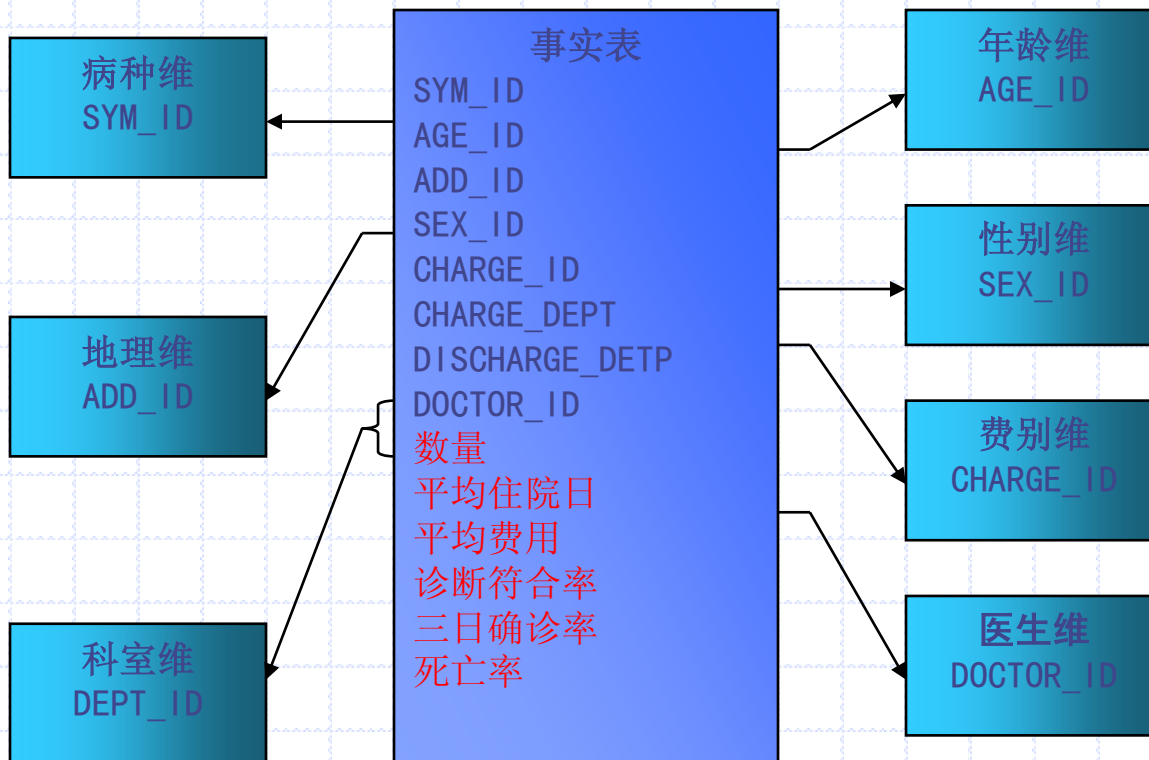 病种维
SYM_ID
地理维
ADD_ID
科室维
DEPT_ID
事实表
SYM_ID
AGE_ID
ADD_ID
SEX_ID
CHARGE_ID
CHARGE_DEPT
DISCHARGE_DETP
DOCTOR_ID
数量
平均住院日
平均费用
诊断符合率
三日确诊率
死亡率
年龄维
AGE_ID
性别维
SEX_ID
费别维
CHARGE_ID
医生维
DOCTOR_ID